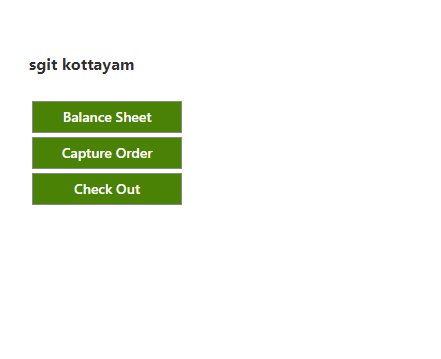 sgit kottayam
Balance Sheet
Capture Order
Check Out